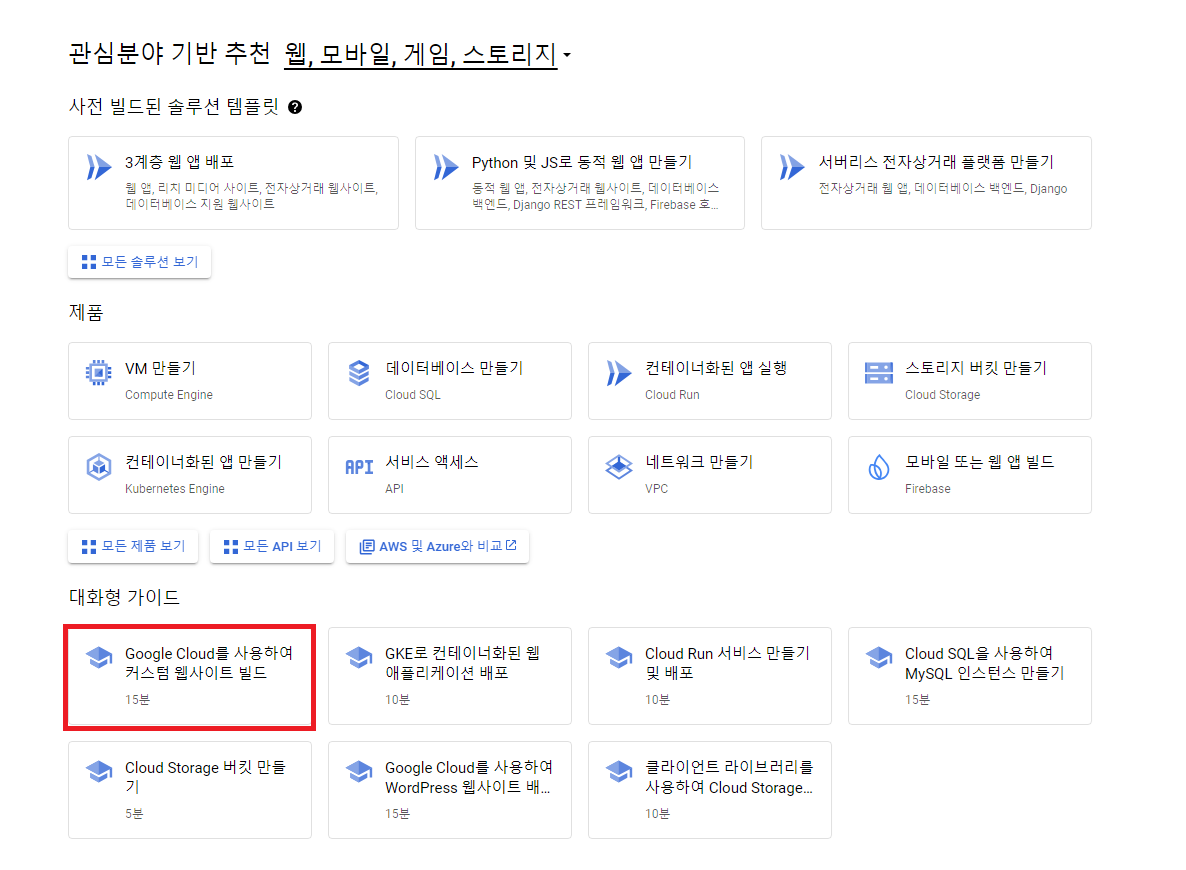 관심분야 기반 추천 웹, 모바일, 게임, 스토리지
사전 빌드된 솔루션 템플릿
3계층 웹 앱 배포
웹 앱, 리치 미디어 사이트, 전자상거래 웹사이트,
데이터베이스 지원 웹사이트
Python 및 JS로 동적 웹 앱 만들기
동적 웹 앱, 전자상거래 웹사이트, 데이터베이스
백엔드, Django REST 프레임워크, Firebase 호...
서버리스 전자상거래 플랫폼 만들기
전자상거래 웹 앱, 데이터베이스 백엔드, Django
모든 솔루션 보기
제품
VM 만들기
Compute Engine
데이터베이스 만들기
Cloud SQL
컨테이너화된 앱 실행
Cloud Run
스토리지 버킷 만들기
Cloud Storage
컨테이너화된 앱 만들기
Kubernetes Engine
API
서비스 액세스
API
네트워크 만들기
VPC
모바일 또는 웹 앱 빌드
Firebase
모든 제품 보기
모든 API 보기
AWS 및 Azure와 비교
대화형 가이드
Google Cloud를 사용하여
커스텀 웹사이트 빌드
15분
GKE로 컨테이너화된 웹
애플리케이션 배포
10분
Cloud Run 서비스 만들기
및 배포
10분
Cloud SQL을 사용하여
MySQL 인스턴스 만들기
15분
Cloud Storage 버킷 만들
기
5분
Google Cloud를 사용하여
WordPress 웹사이트 배...
15분
클라이언트 라이브러리를
사용하여 Cloud Storage...
10분